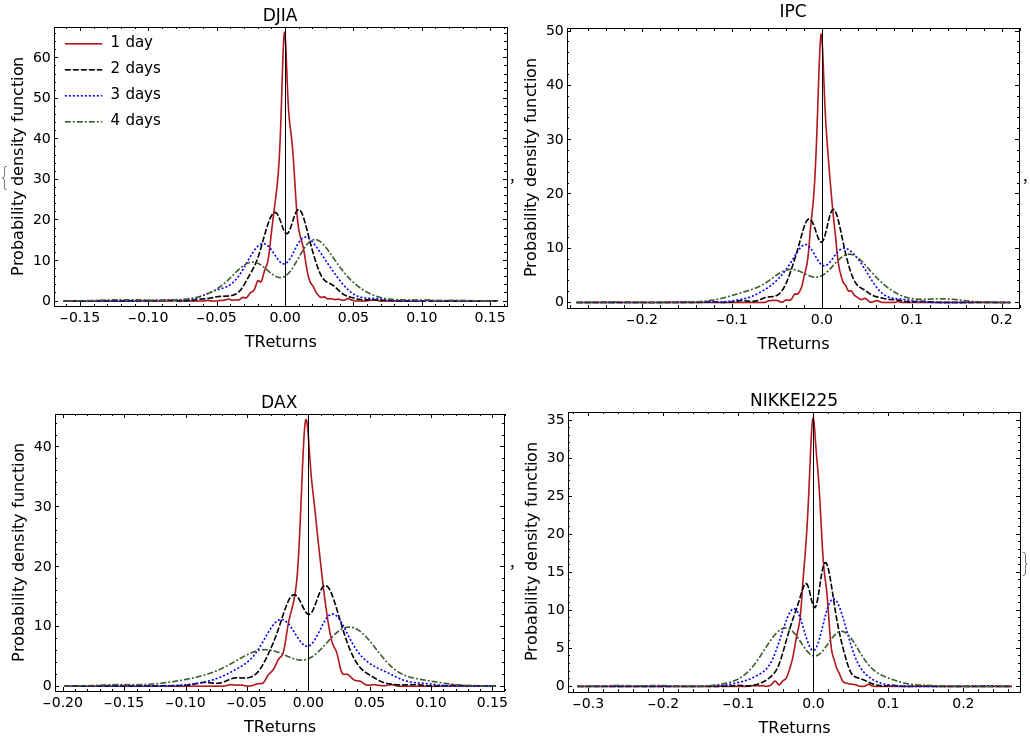 DJIA
Probability density function
60
50
40
30
20
10
0
1 day
2 days
3 days
4 days
−0.15 −0.10 −0.05 0.00 0.05 0.10 0.15
TReturns
{
,
IPC
Probability density function
50
40
30
20
10
0
−0.2 −0.1 0.0 0.1 0.2
TReturns
,
DAX
Probability density function
40
30
20
10
0
−0.20 −0.15 −0.10 −0.05 0.00 0.05 0.10 0.15
TReturns
,
NIKKEI225
Probability density function
35
30
25
20
15
10
5
0
−0.3 −0.2 −0.1 0.0 0.1 0.2
TReturns
}